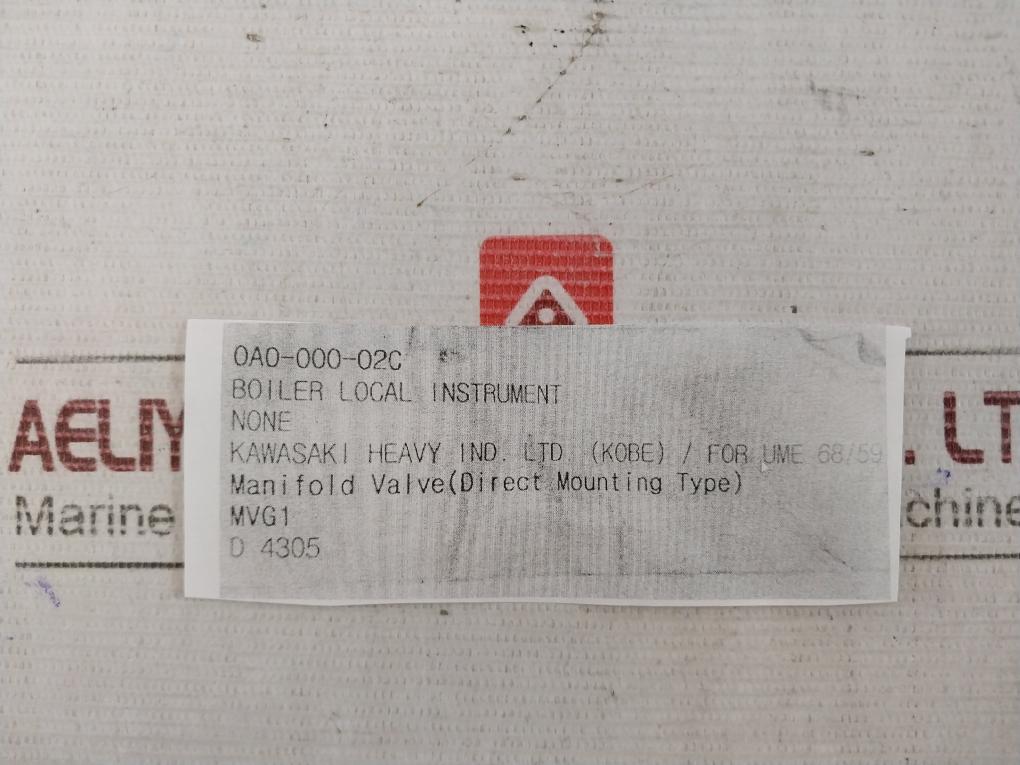 0A0-000-02C
BOILER LOCAL INSTRUMENT
NONE
KAWASAKI HEAVY IND. LTD (KOBE) / FOR UME 68/59
Manifold Valve(Direct Mounting Type)
MVG1
D 4305
AELIY
. LT
Marine
chine